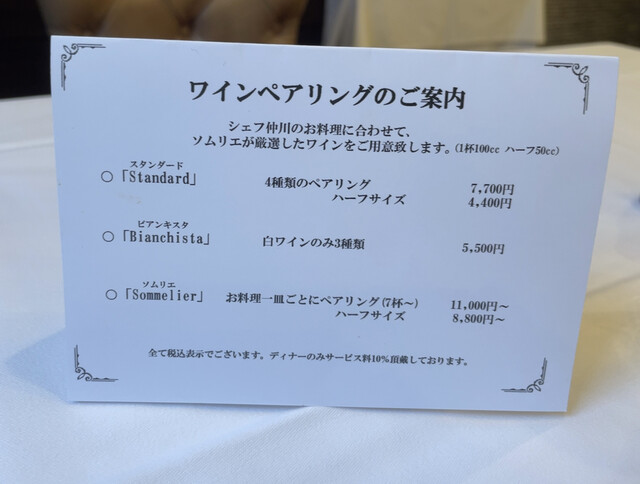 ワインペアリングのご案内
シェフ仲川のお料理に合わせて、
ソムリエが厳選したワインをご用意致します。(1杯100cc ハーフ50cc)
スタンダード
○「Standard」 4種類のペアリング 7,700円
ハーフサイズ 4,400円
ビアンキスタ
○「Bianchista」 白ワインのみ3種類 5,500円
ソムリエ
○「Sommelier」 お料理一皿ごとにペアリング(7杯~) 11,000円~
ハーフサイズ 8,800円~
全て税込表示でございます。ディナーのみサービス料10%頂戴しております。